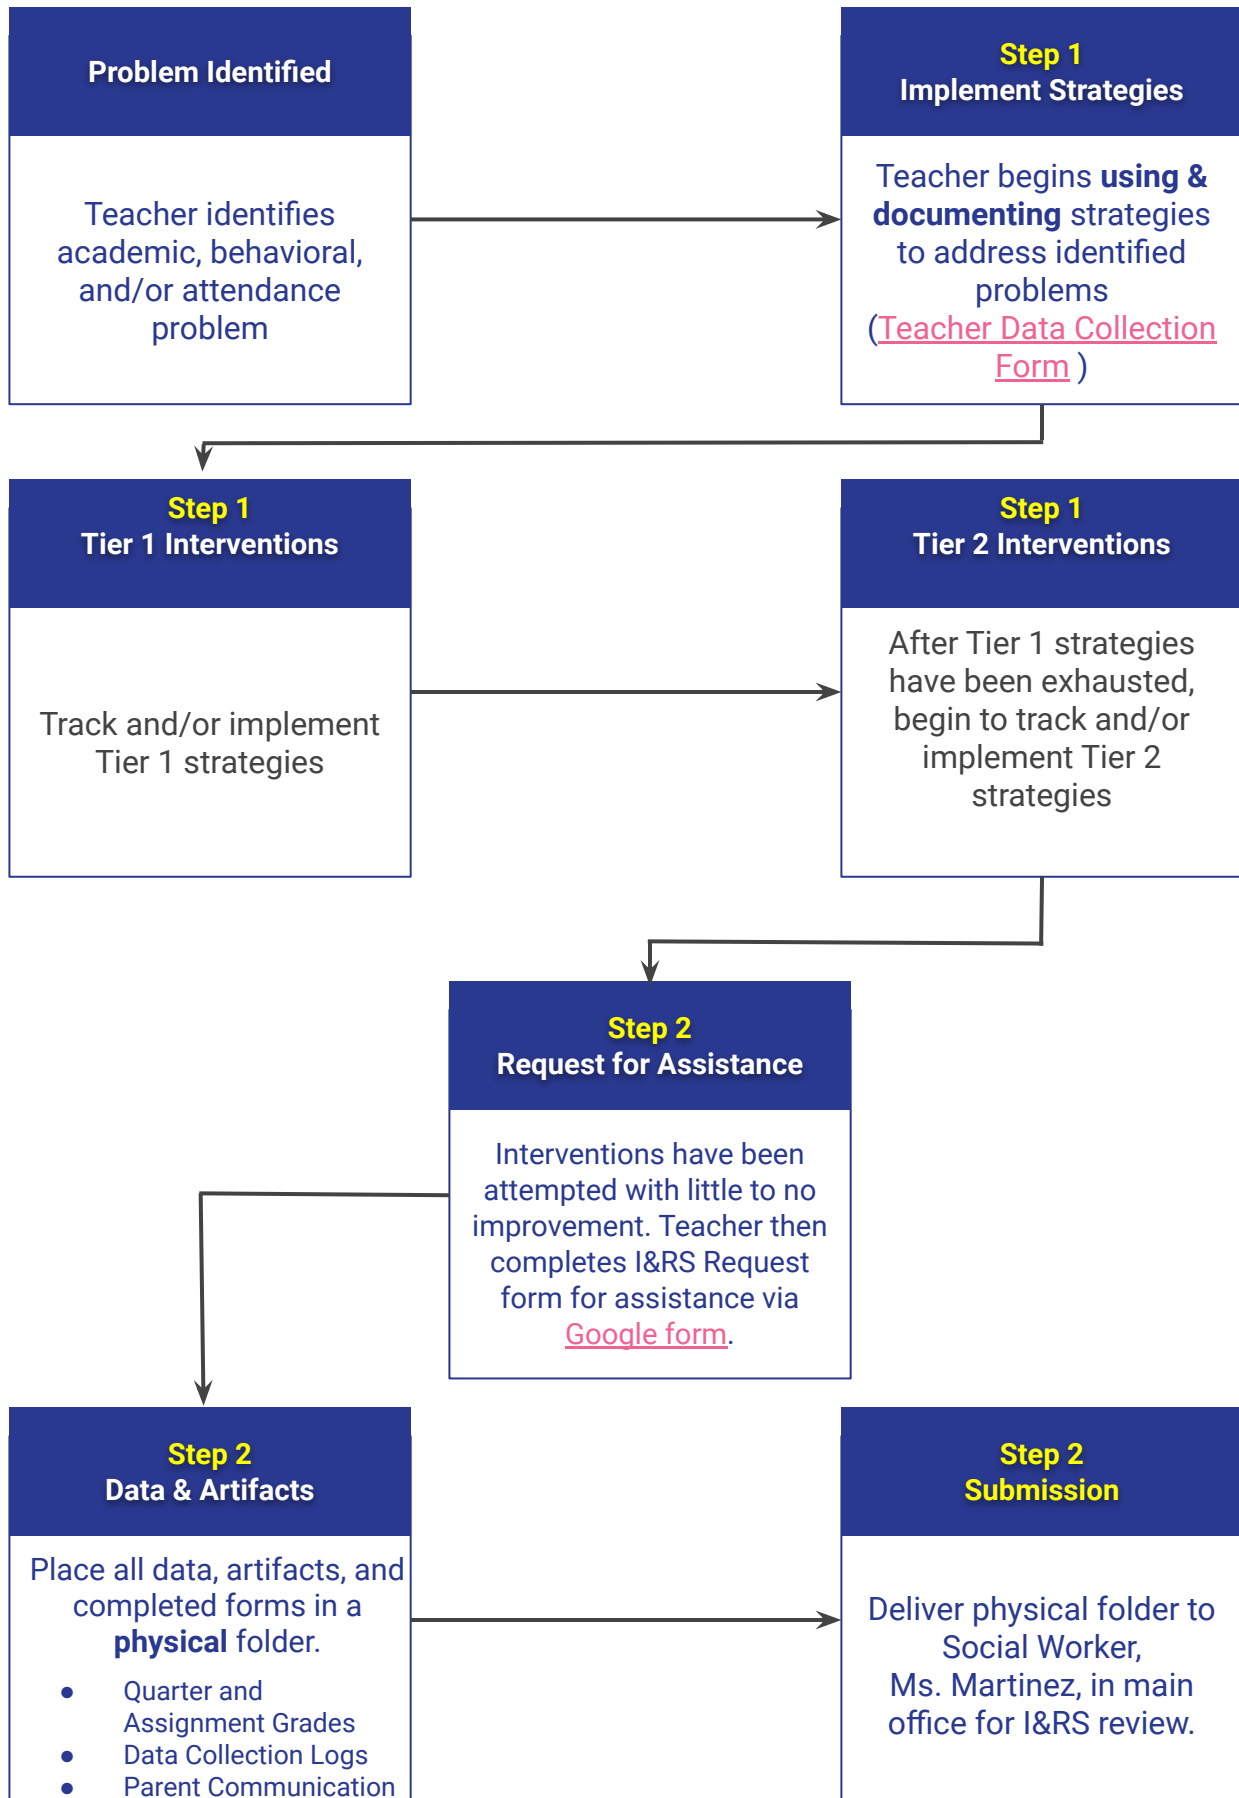 Problem Identified
Teacher identifies
academic, behavioral,
and/or attendance
problem
Step 1
Implement Strategies
Teacher begins using &
documenting strategies
to address identified
problems
(Teacher Data Collection
Form )
Step 1
Tier 1 Interventions
Track and/or implement
Tier 1 strategies
Step 1
Tier 2 Interventions
After Tier 1 strategies
have been exhausted,
begin to track and/or
implement Tier 2
strategies
Step 2
Request for Assistance
Interventions have been
attempted with little to no
improvement. Teacher then
completes I&RS Request
form for assistance via
Google form.
Step 2
Data & Artifacts
Place all data, artifacts, and
completed forms in a
physical folder.
● Quarter and
Assignment Grades
● Data Collection Logs
● Parent Communication
Step 2
Submission
Deliver physical folder to
Social Worker,
Ms. Martinez, in main
office for I&RS review.